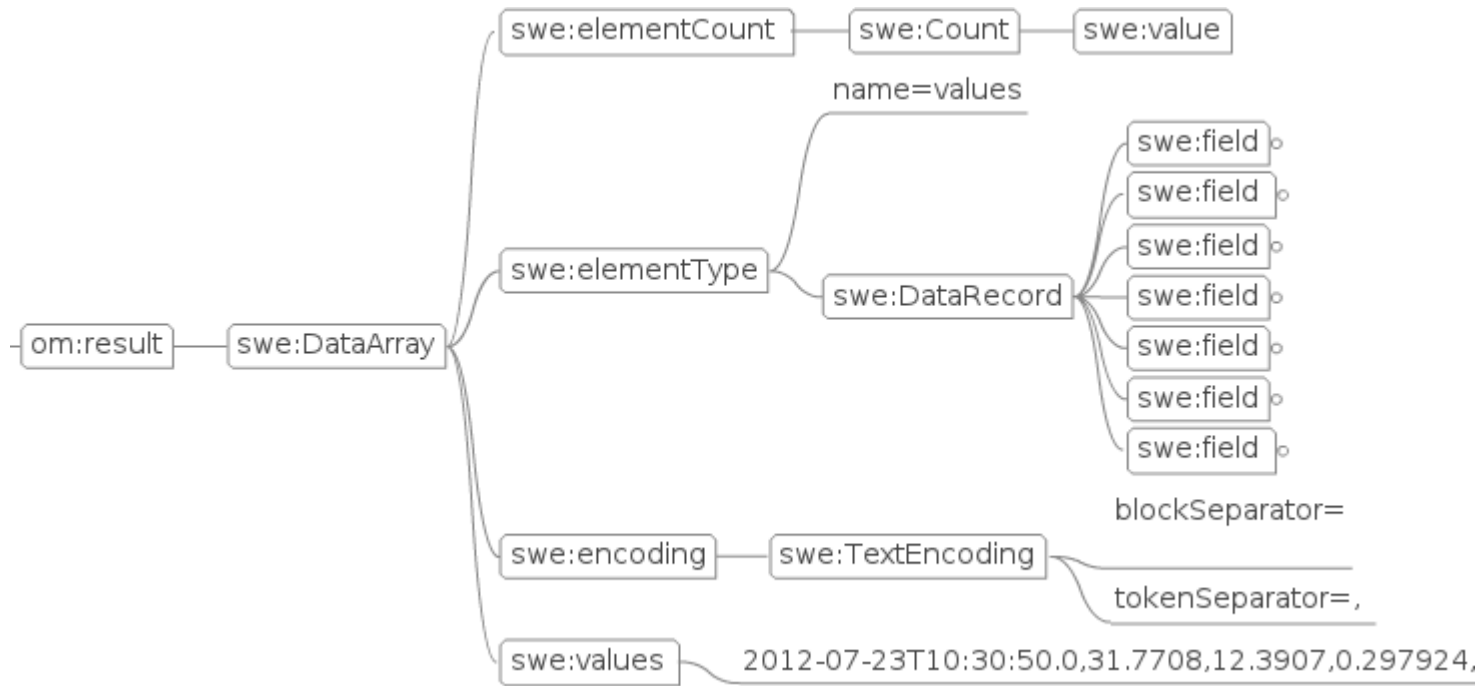 swe:elementCount
swe:Count
swe:value
name=values
swe:field
swe:field
swe:elementType
swe:field
swe:DataRecord
swe:field
om:result
swe:DataArray
swe:field
swe:field
swe:field
blockSeparator=
swe:encoding
swe:TextEncoding
tokenSeparator=,
swe:values
2012-07-23T10:30:50.0,31.7708,12.3907,0.297924,